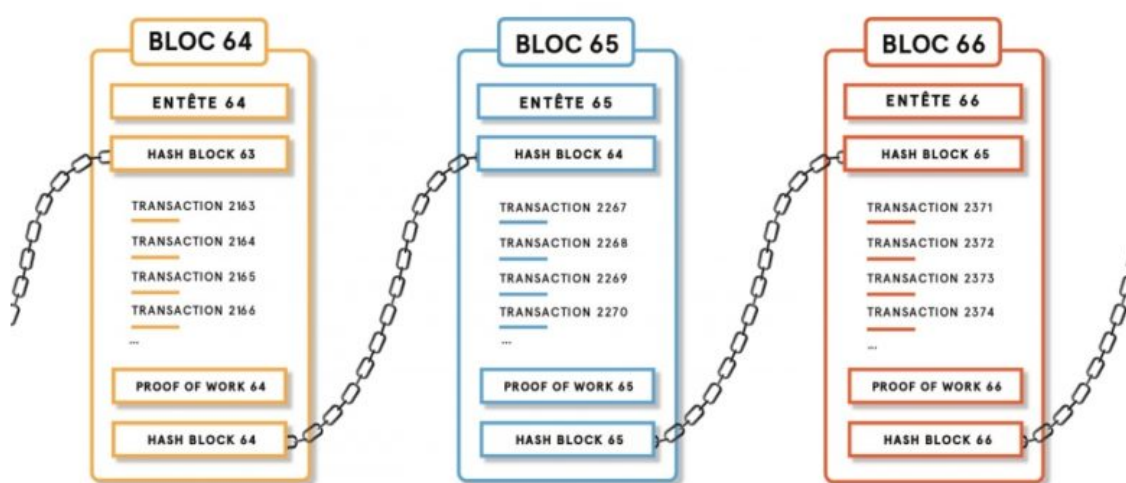 BLOC 64
ENTÊTE 64
HASH BLOCK 63
TRANSACTION 2163
TRANSACTION 2164
TRANSACTION 2165
TRANSACTION 2166
...
PROOF OF WORK 64
HASH BLOCK 64
BLOC 65
ENTÊTE 65
HASH BLOCK 64
TRANSACTION 2267
TRANSACTION 2268
TRANSACTION 2269
TRANSACTION 2270
...
PROOF OF WORK 65
HASH BLOCK 65
BLOC 66
ENTÊTE 66
HASH BLOCK 65
TRANSACTION 2371
TRANSACTION 2372
TRANSACTION 2373
TRANSACTION 2374
...
PROOF OF WORK 66
HASH BLOCK 66